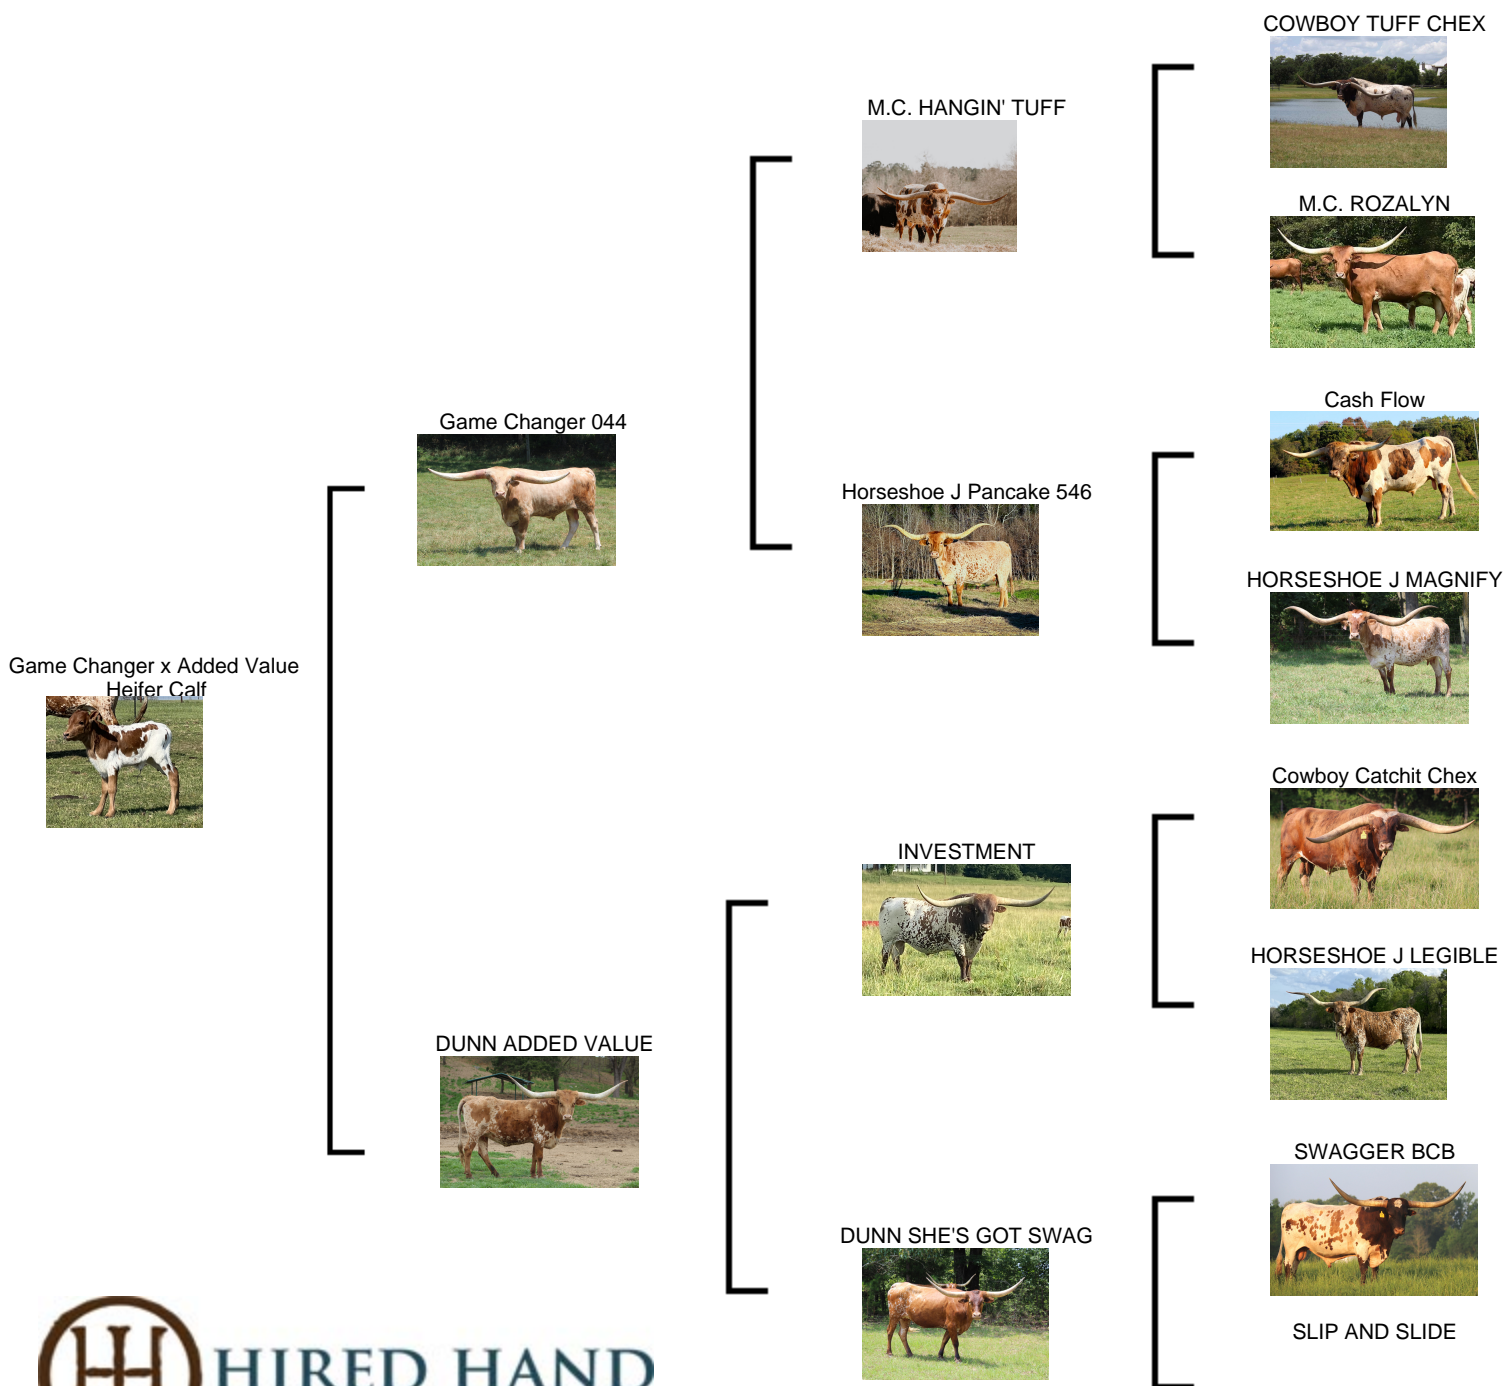 COWBOY TUFF CHEX
M.C. HANGIN' TUFF
M.C. ROZALYN
Cash Flow
Game Changer 044
Horseshoe J Pancake 546
HORSESHOE J MAGNIFY
Game Changer x Added Value
Heifer Calf
Cowboy Catchit Chex
INVESTMENT
HORSESHOE J LEGIBLE
DUNN ADDED VALUE
SWAGGER BCB
DUNN SHE'S GOT SWAG
SLIP AND SLIDE
HIRED HAND